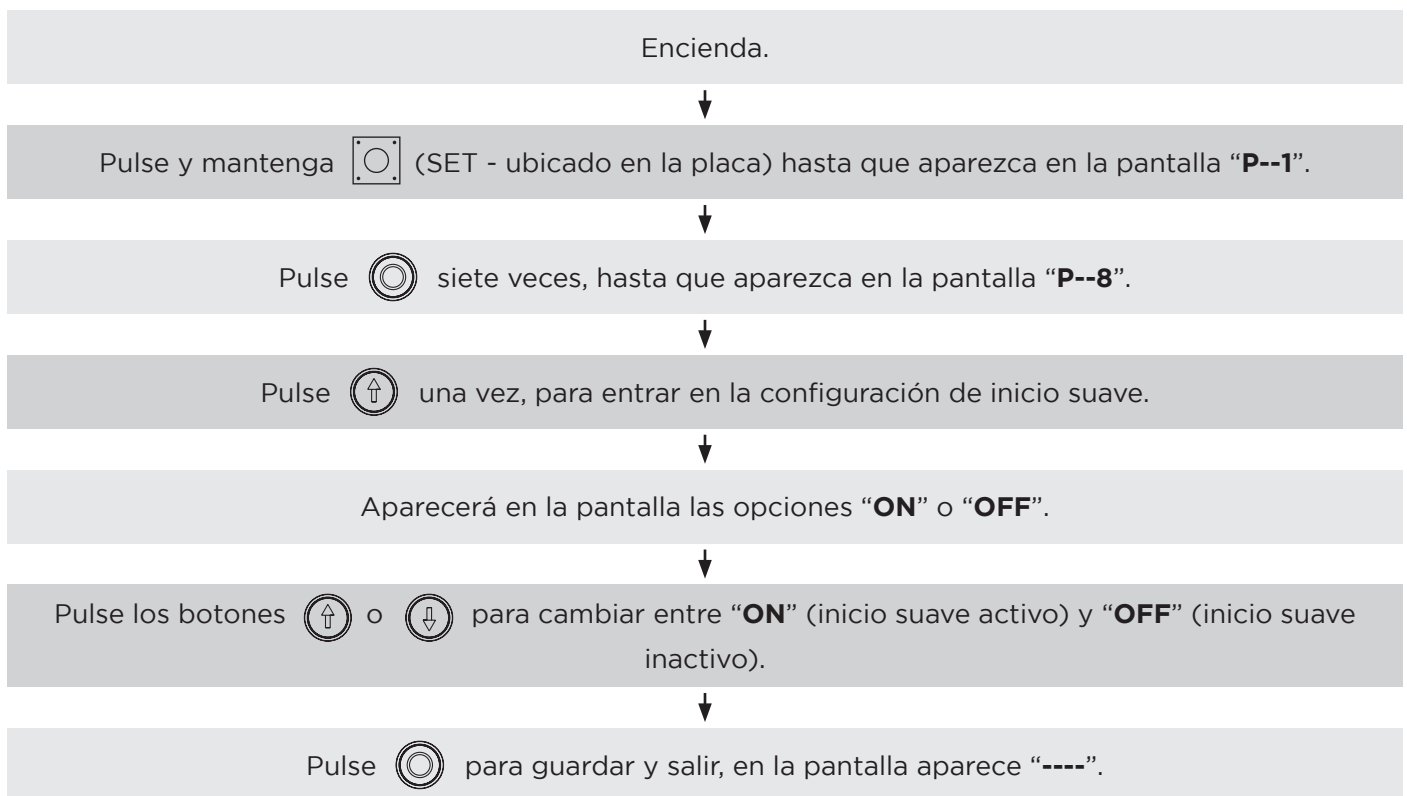 Encienda.
Pulse y mantenga (SET - ubicado en la placa) hasta que aparezca en la pantalla “P--1”.
Pulse siete veces, hasta que aparezca en la pantalla “P--8”.
Pulse una vez, para entrar en la configuración de inicio suave.
Aparecerá en la pantalla las opciones “ON” o “OFF”.
Pulse los botones o para cambiar entre “ON” (inicio suave activo) y “OFF” (inicio suave
inactivo).
Pulse para guardar y salir, en la pantalla aparece “----”.